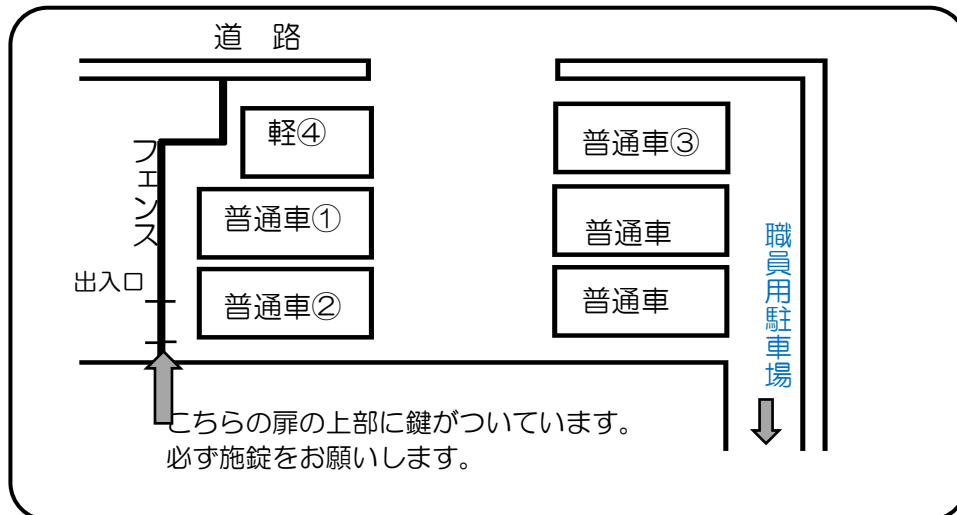 道　路
軽④
普通車③
フェンス
普通車①
普通車
職員用駐車場
出入口
普通車②
普通車
こちらの扉の上部に鍵がついています。
必ず施錠をお願いします。